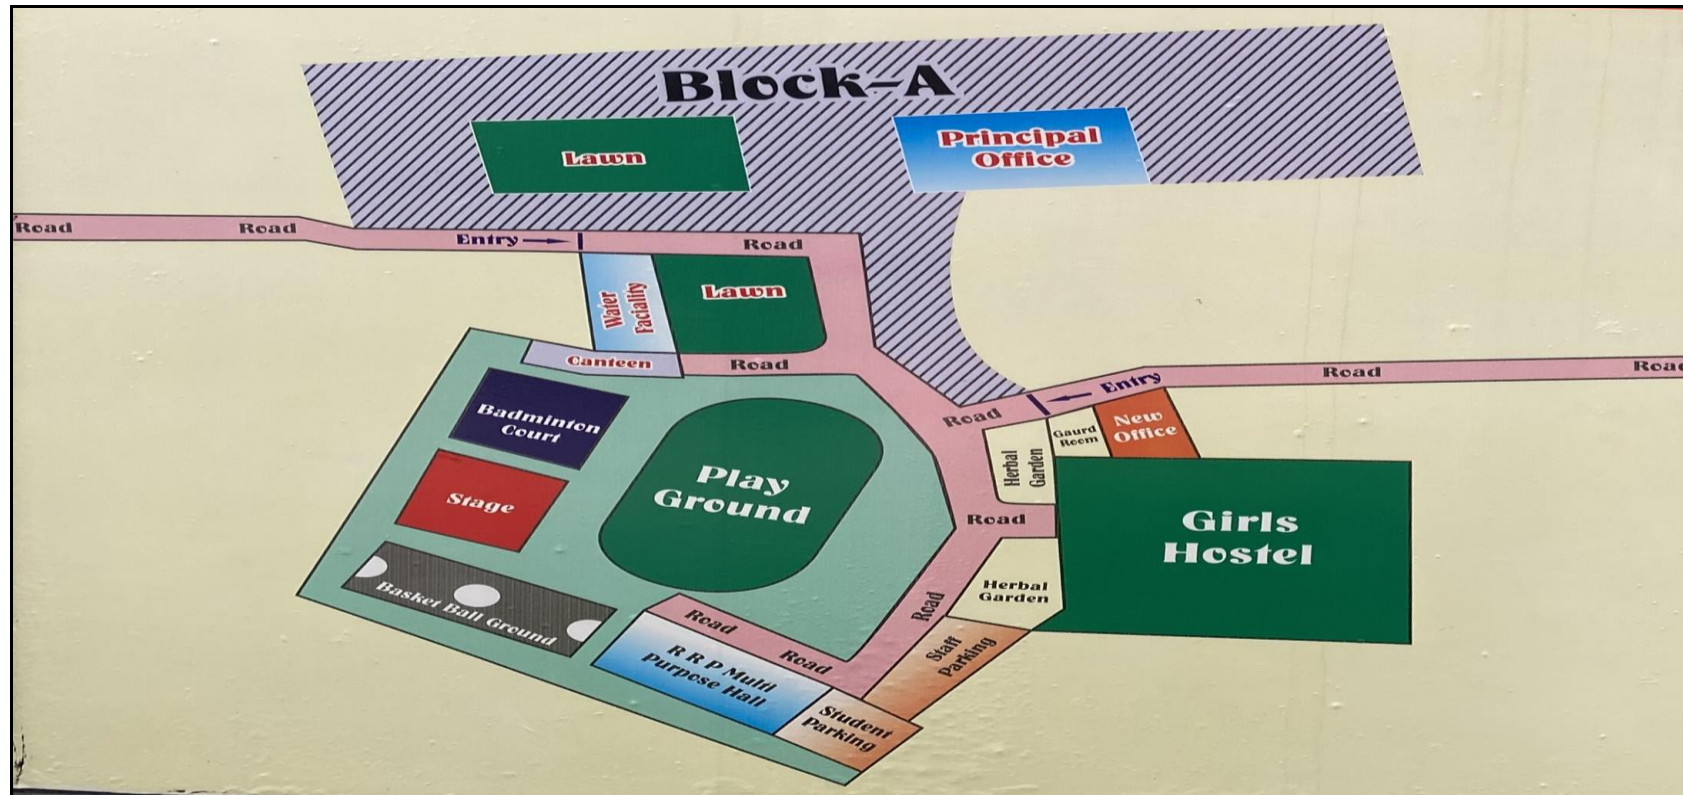 Block-A
Lawn
Principal
Office
Road
Road
Entry
Road
Water
Faciality
Lawn
Canteen
Road
Entry
Road
Road
Road
Gaurd
Room
New
Office
Herbal
Garden
Badminton
Court
Stage
Play
Ground
Road
Girls
Hostel
Basket Ball Ground
Herbal
Garden
Road
Road
Road
R R P Multi
Purpose Hall
Staff
Parking
Student
Parking